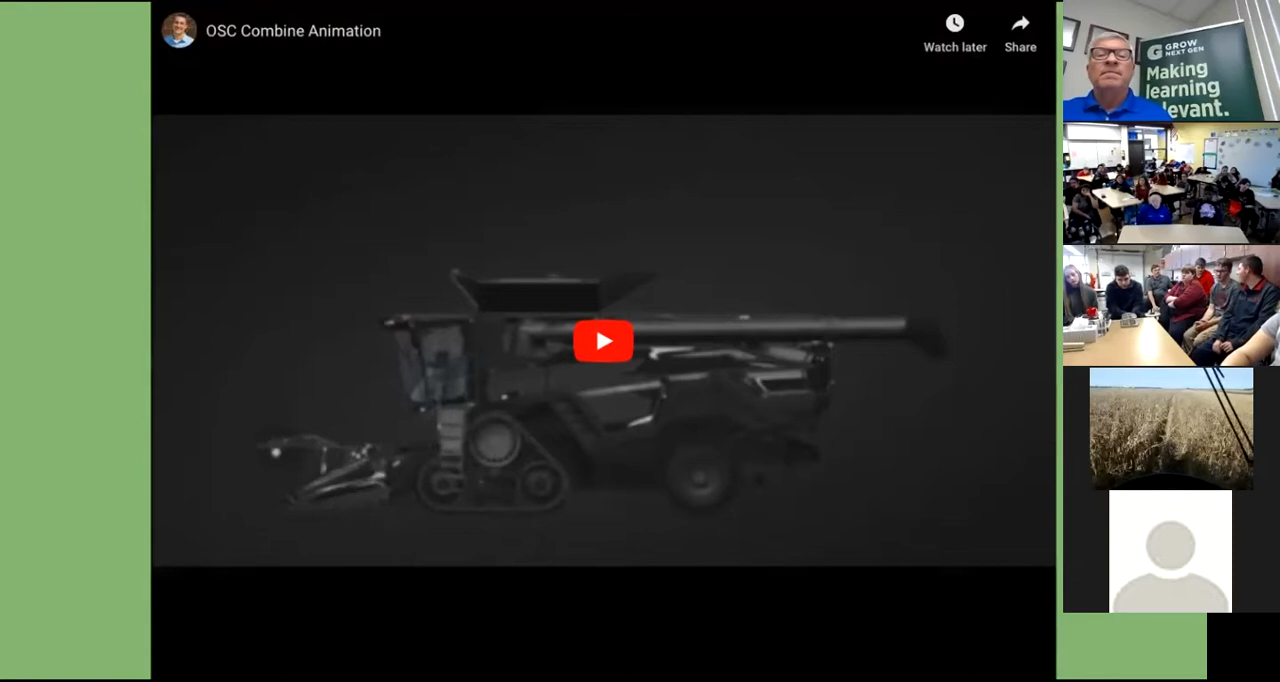 OSC Combine Animation
Watch later
Share
GROW
NEXT GEN
Making
learning
levant.